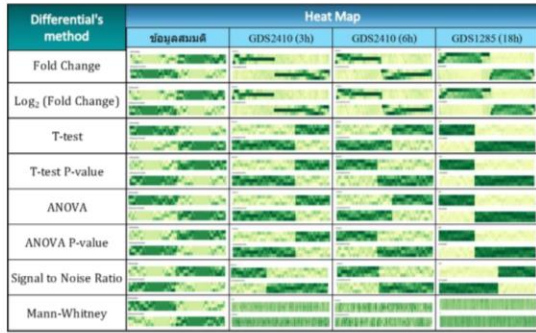 Differential's
method
Heat Map
ข้อมูลสมมติ
GDS2410 (3h)
GDS2410 (6h)
GDS1285 (18h)
Fold Change
Log₂ (Fold Change)
T-test
T-test P-value
ANOVA
ANOVA P-value
Signal to Noise Ratio
Mann-Whitney